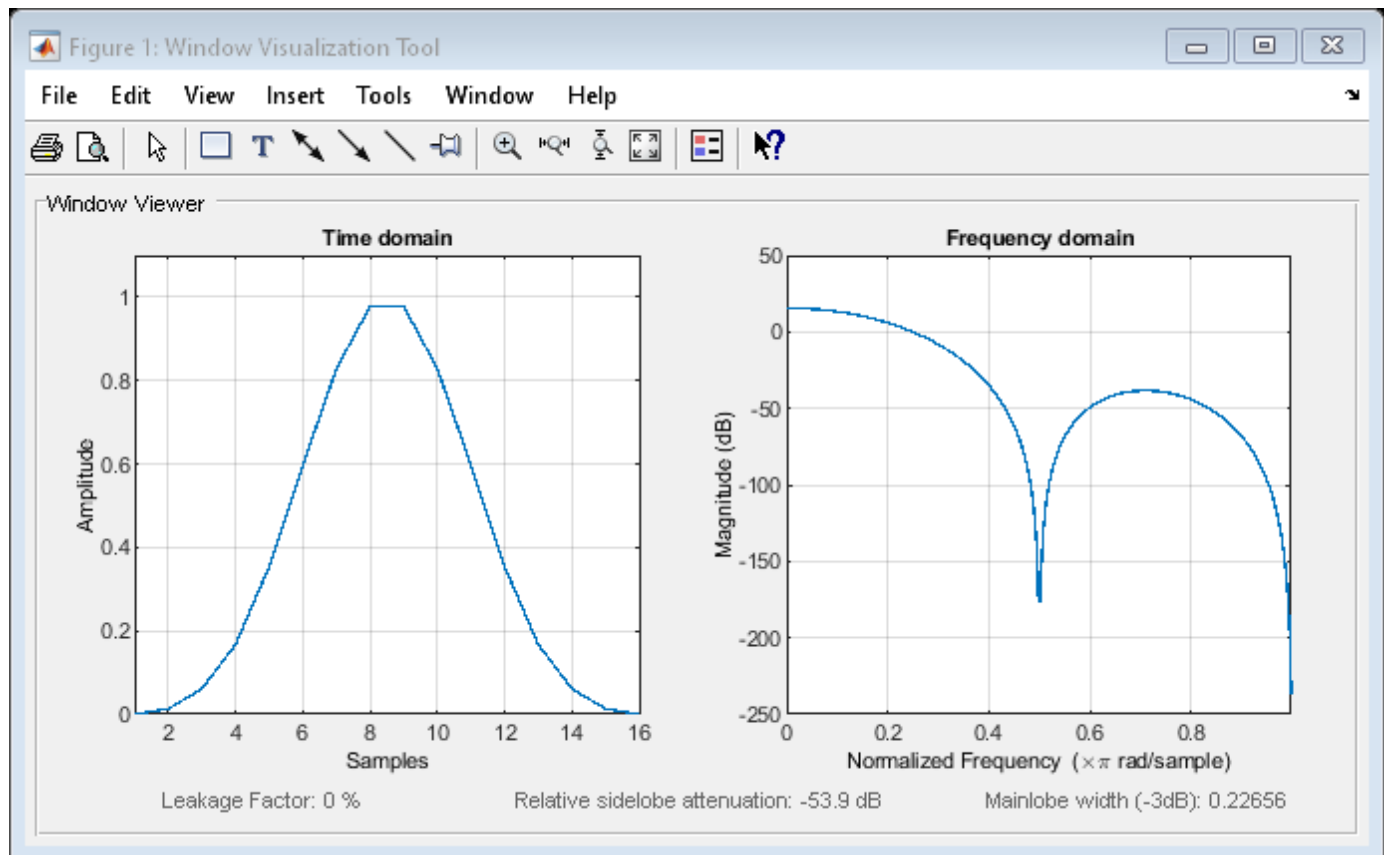 Figure 1: Window Visualization Tool
File Edit View Insert Tools Window Help
T
?
Window Viewer
Time domain
1
0.8
0.6
0.4
0.2
0
Amplitude
2 4 6 8 10 12 14 16
Samples
Frequency domain
50
0
-50
-100
-150
-200
-250
Magnitude (dB)
0 0.2 0.4 0.6 0.8
Normalized Frequency (×π rad/sample)
Leakage Factor: 0 % Relative sidelobe attenuation: -53.9 dB Mainlobe width (-3dB): 0.22656